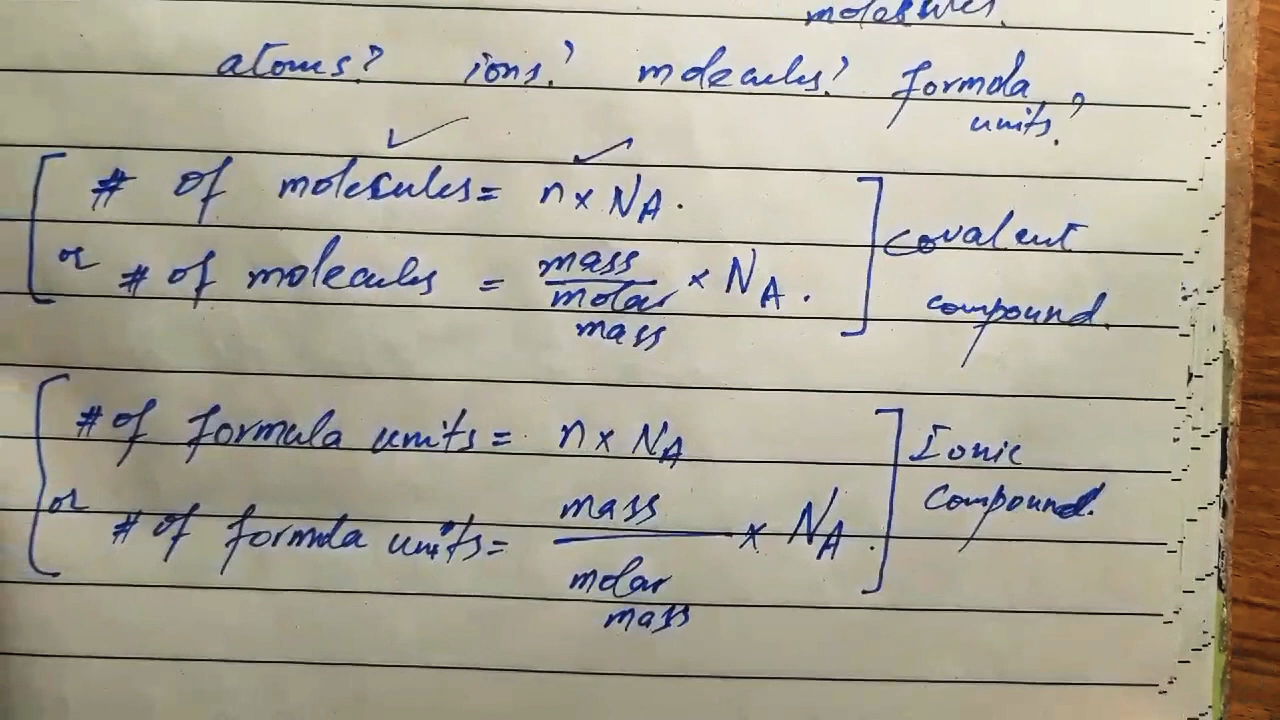 molecules.
atoms? ions? molecules? formula
units?
# of molecules = n x NA.
or # of molecules = mass / molar mass x NA.
covalent
compound.
# of formula units = n x NA
or # of formula units = mass / molar mass x NA.
Ionic
compound.